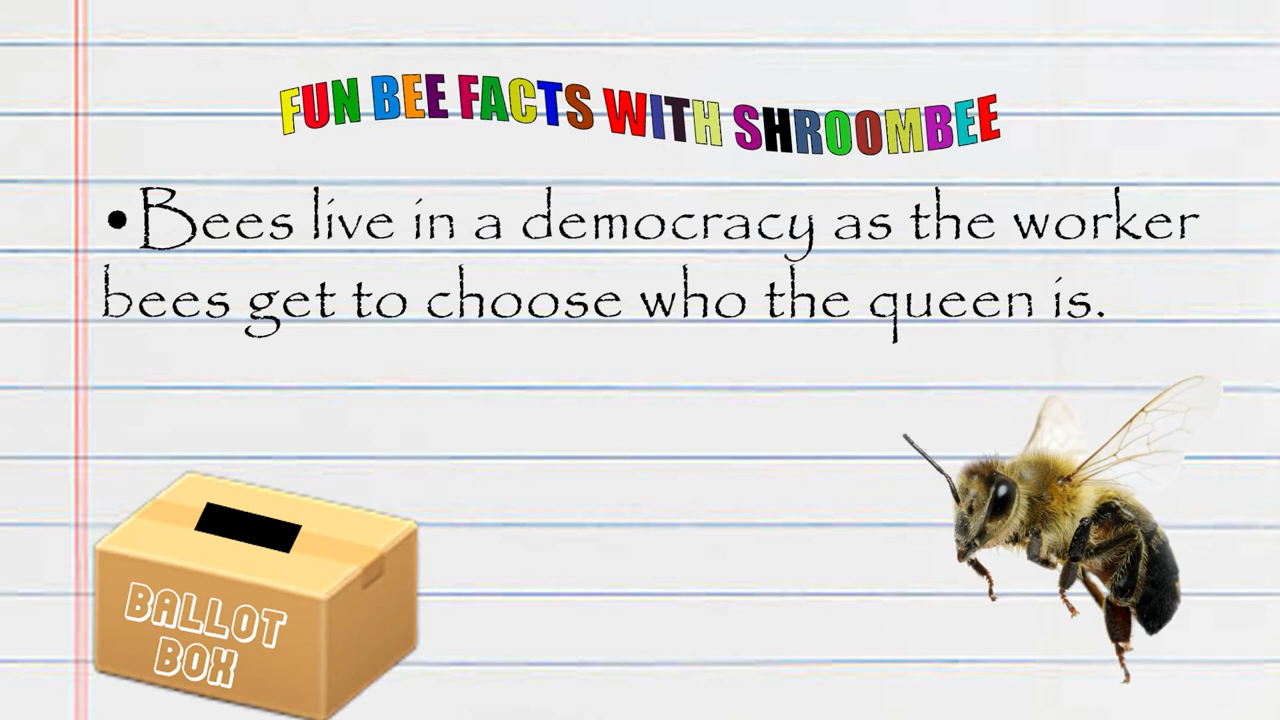 FUN BEE FACTS WITH SHROOMBEE
•Bees live in a democracy as the worker
bees get to choose who the queen is.
BALLOT
BOX